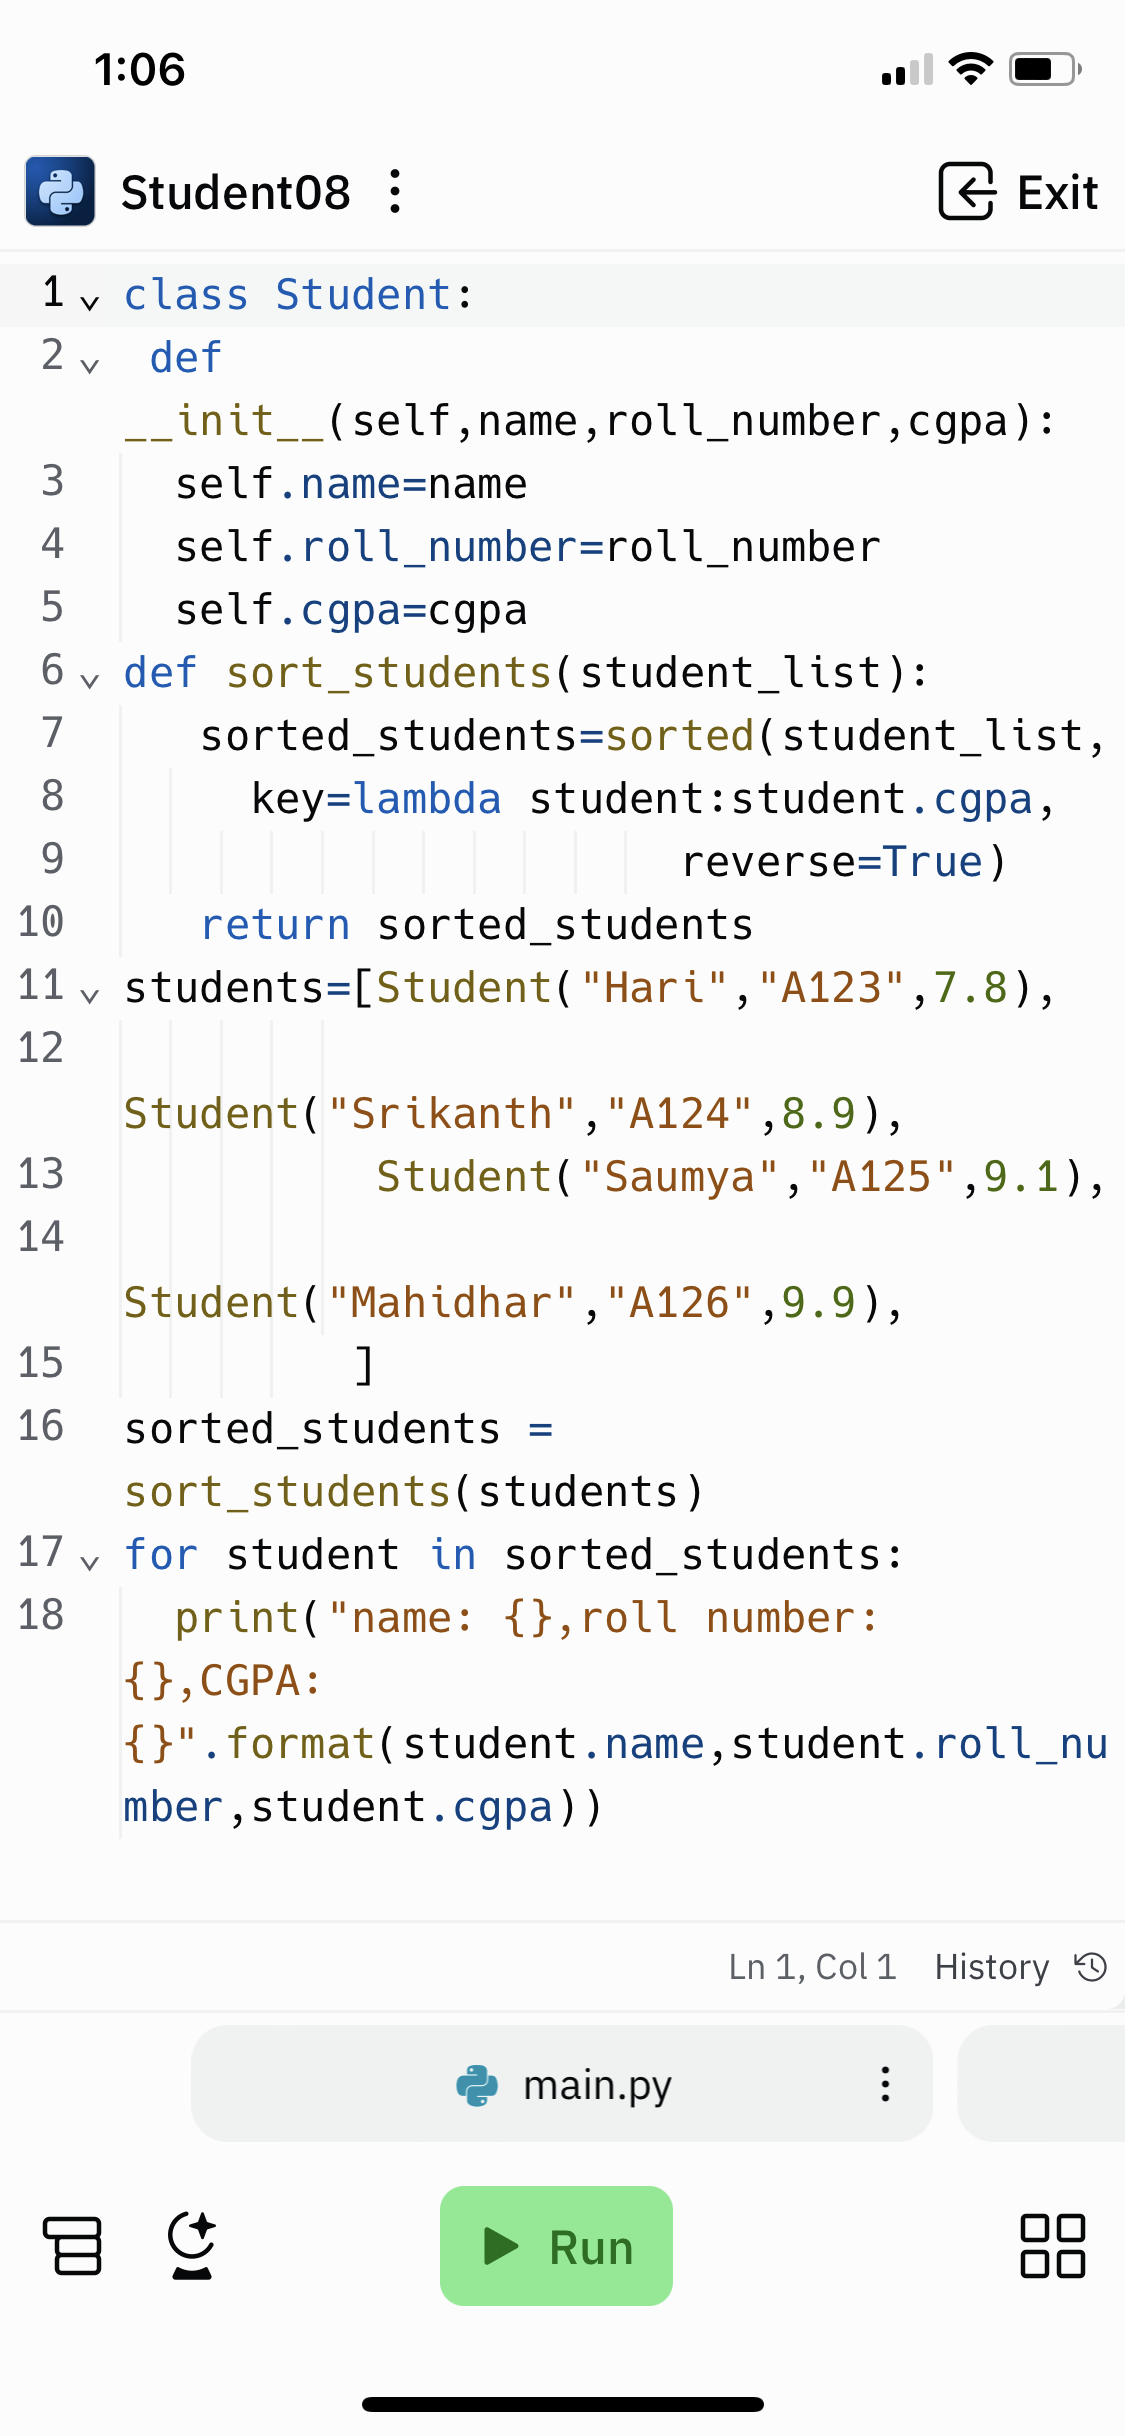 1:06
Student08
Exit
1 class Student:
2  def
__init__(self,name,roll_number,cgpa):
3   self.name=name
4   self.roll_number=roll_number
5   self.cgpa=cgpa
6 def sort_students(student_list):
7    sorted_students=sorted(student_list,
8      key=lambda student:student.cgpa,
9                       reverse=True)
10    return sorted_students
11 students=[Student("Hari","A123",7.8),
12
Student("Srikanth","A124",8.9),
13           Student("Saumya","A125",9.1),
14
Student("Mahidhar","A126",9.9),
15          ]
16 sorted_students =
sort_students(students)
17 for student in sorted_students:
18   print("name: {},roll number:
{},CGPA:
{}".format(student.name,student.roll_nu
mber,student.cgpa))
Ln 1, Col 1 History
main.py
Run